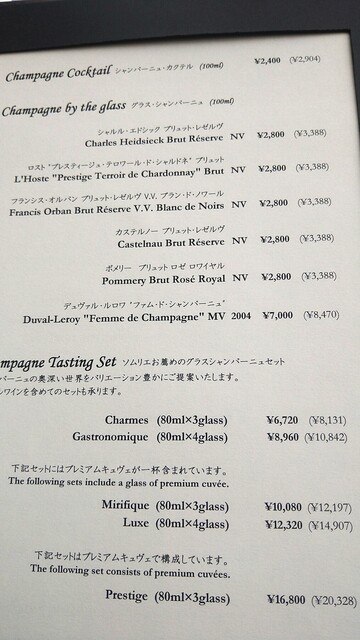 Champagne Cocktail シャンパーニュ・カクテル (100ml) ¥2,400 (¥2,904)
Champagne by the glass グラス・シャンパーニュ (100ml)
シャルル・エドシック ブリュット・レゼルヴ
Charles Heidsieck Brut Réserve NV ¥2,800 (¥3,388)
ロスト "プレスティージュ・テロワール・ド・シャルドネ" ブリュット
L'Hoste "Prestige Terroir de Chardonnay" Brut NV ¥2,800 (¥3,388)
フランシス・オルバン ブリュット・レゼルヴ V.V. ブラン・ド・ノワール
Francis Orban Brut Réserve V.V. Blanc de Noirs NV ¥2,800 (¥3,388)
カステルノー ブリュット・レゼルヴ
Castelnau Brut Réserve NV ¥2,800 (¥3,388)
ポメリー ブリュット ロゼ ロワイヤル
Pommery Brut Rosé Royal NV ¥2,800 (¥3,388)
デュヴァル・ルロワ "ファム・ド・シャンパーニュ"
Duval-Leroy "Femme de Champagne" MV 2004 ¥7,000 (¥8,470)
mpagne Tasting Set ソムリエお薦めのグラスシャンパーニュセット
パーニュの奥深い世界をバリエーション豊かにご提案いたします。
ルワインを含めてのセットも承ります。
Charmes (80ml×3glass) ¥6,720 (¥8,131)
Gastronomique (80ml×4glass) ¥8,960 (¥10,842)
下記セットにはプレミアムキュヴェが一杯含まれています。
The following sets include a glass of premium cuvée.
Mirifique (80ml×3glass) ¥10,080 (¥12,197)
Luxe (80ml×4glass) ¥12,320 (¥14,907)
下記セットはプレミアムキュヴェで構成しています。
The following set consists of premium cuvées.
Prestige (80ml×3glass) ¥16,800 (¥20,328)